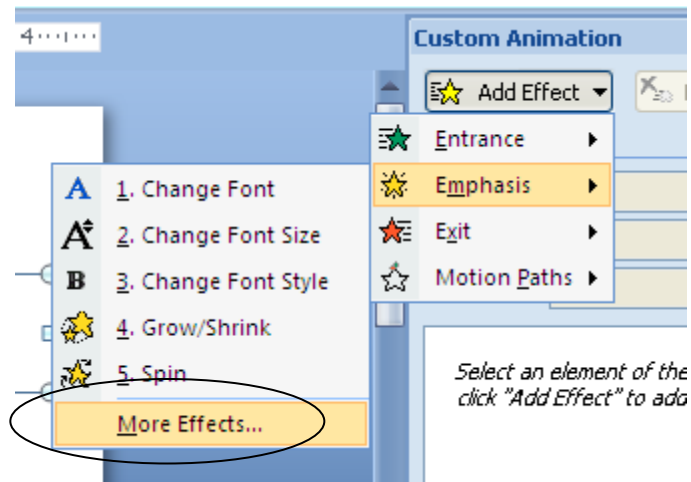 4
Custom Animation
Add Effect
Entrance
Emphasis
Exit
Motion Paths
1. Change Font
2. Change Font Size
3. Change Font Style
4. Grow/Shrink
5. Spin
More Effects...
Select an element of the
click "Add Effect" to add